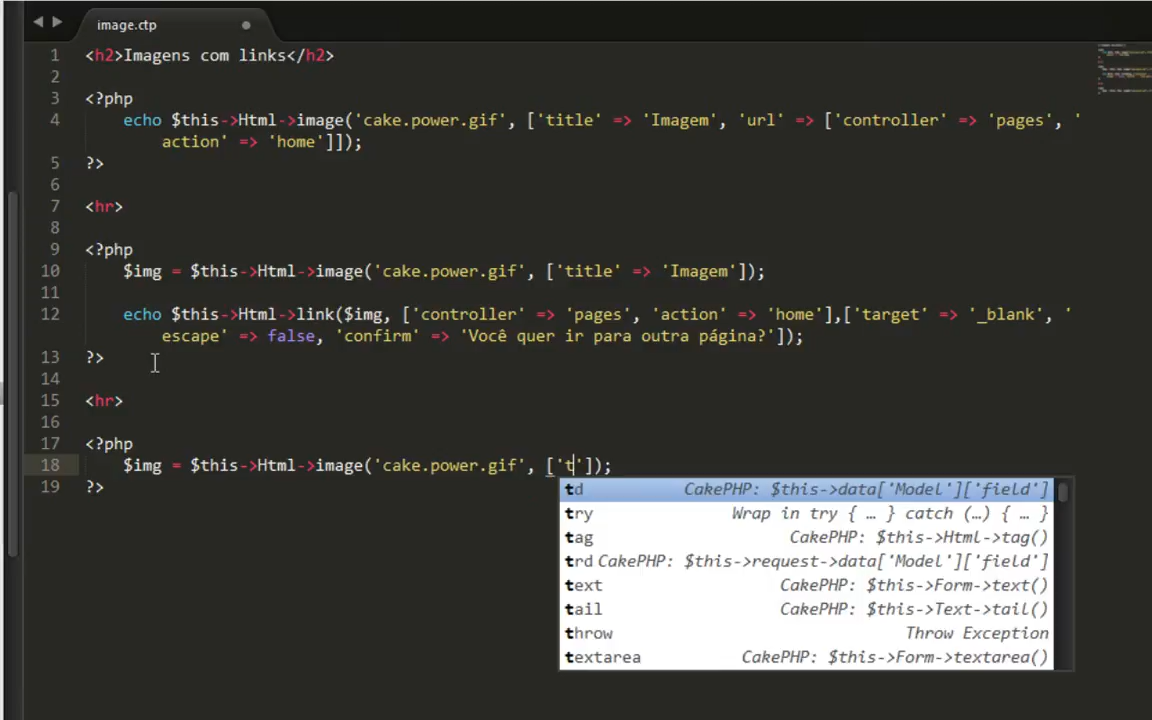 image.ctp
1 <h2>Imagens com links</h2>
2
3 <?php
4 echo $this->Html->image('cake.power.gif', ['title' => 'Imagem', 'url' => ['controller' => 'pages', '
action' => 'home']]);
5 ?>
6
7 <hr>
8
9 <?php
10 $img = $this->Html->image('cake.power.gif', ['title' => 'Imagem']);
11
12 echo $this->Html->link($img, ['controller' => 'pages', 'action' => 'home'],['target' => '_blank', '
escape' => false, 'confirm' => 'Você quer ir para outra página?']);
13 ?>
14
15 <hr>
16
17 <?php
18 $img = $this->Html->image('cake.power.gif', ['t']);
19 ?>
td CakePHP: $this->data['Model']['field']
try Wrap in try { … } catch (…) { … }
tag CakePHP: $this->Html->tag()
trd CakePHP: $this->request->data['Model']['field']
text CakePHP: $this->Form->text()
tail CakePHP: $this->Text->tail()
throw Throw Exception
textarea CakePHP: $this->Form->textarea()